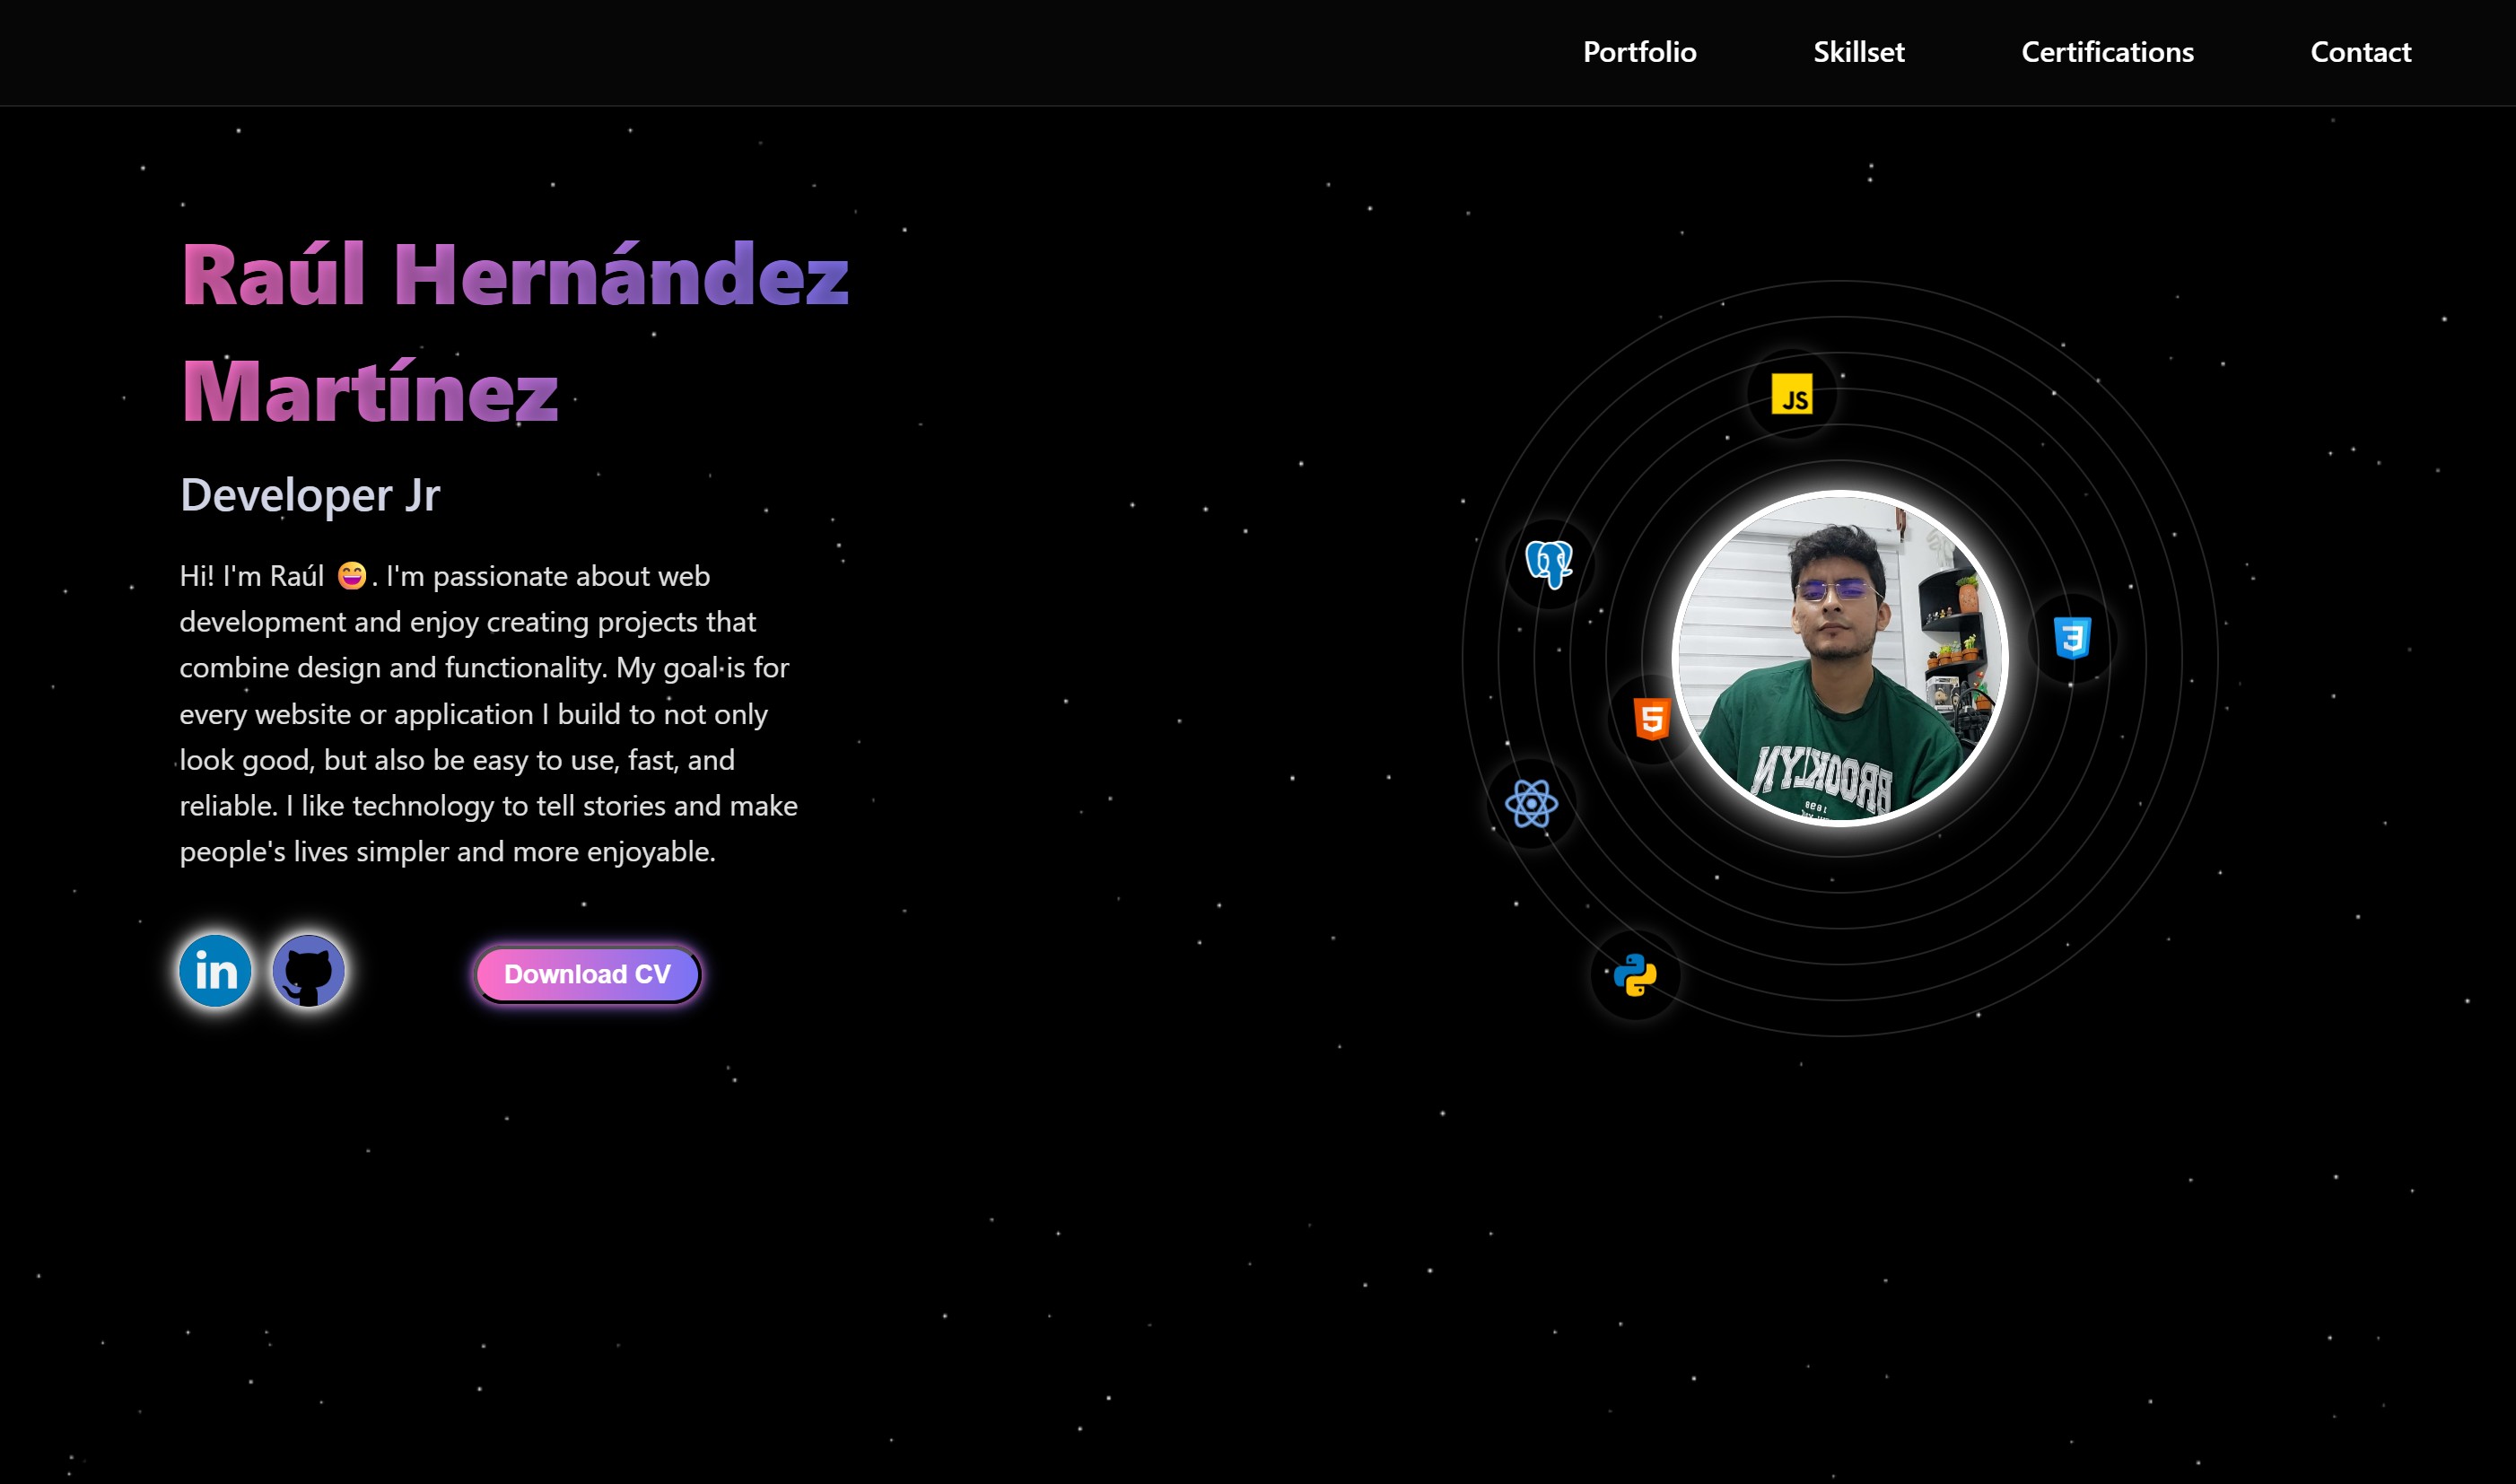 Portfolio Skillset Certifications Contact
Raúl Hernández
Martínez
Developer Jr
Hi! I'm Raúl 😄. I'm passionate about web
development and enjoy creating projects that
combine design and functionality. My goal is for
every website or application I build to not only
look good, but also be easy to use, fast, and
reliable. I like technology to tell stories and make
people's lives simpler and more enjoyable.
in
Download CV
JS
3
5
BROOKLYN
1898